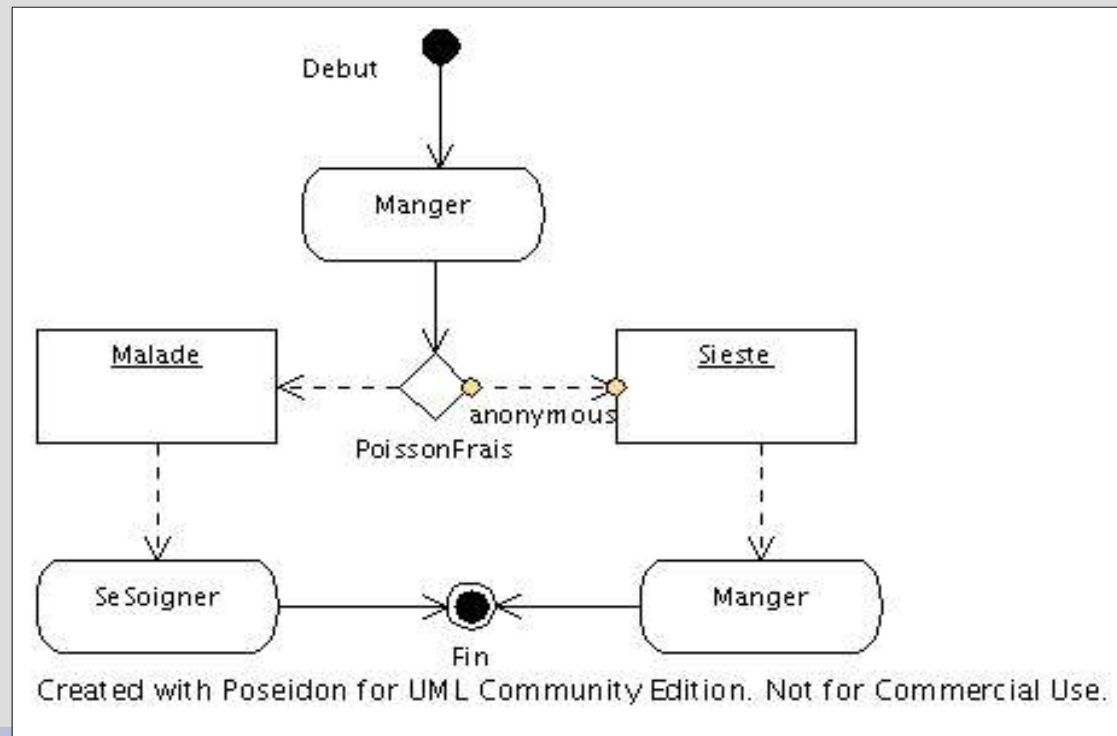 Debut
Manger
Malade
Sieste
anonymous
PoissonFrais
SeSoigner
Manger
Fin
Created with Poseidon for UML Community Edition. Not for Commercial Use.